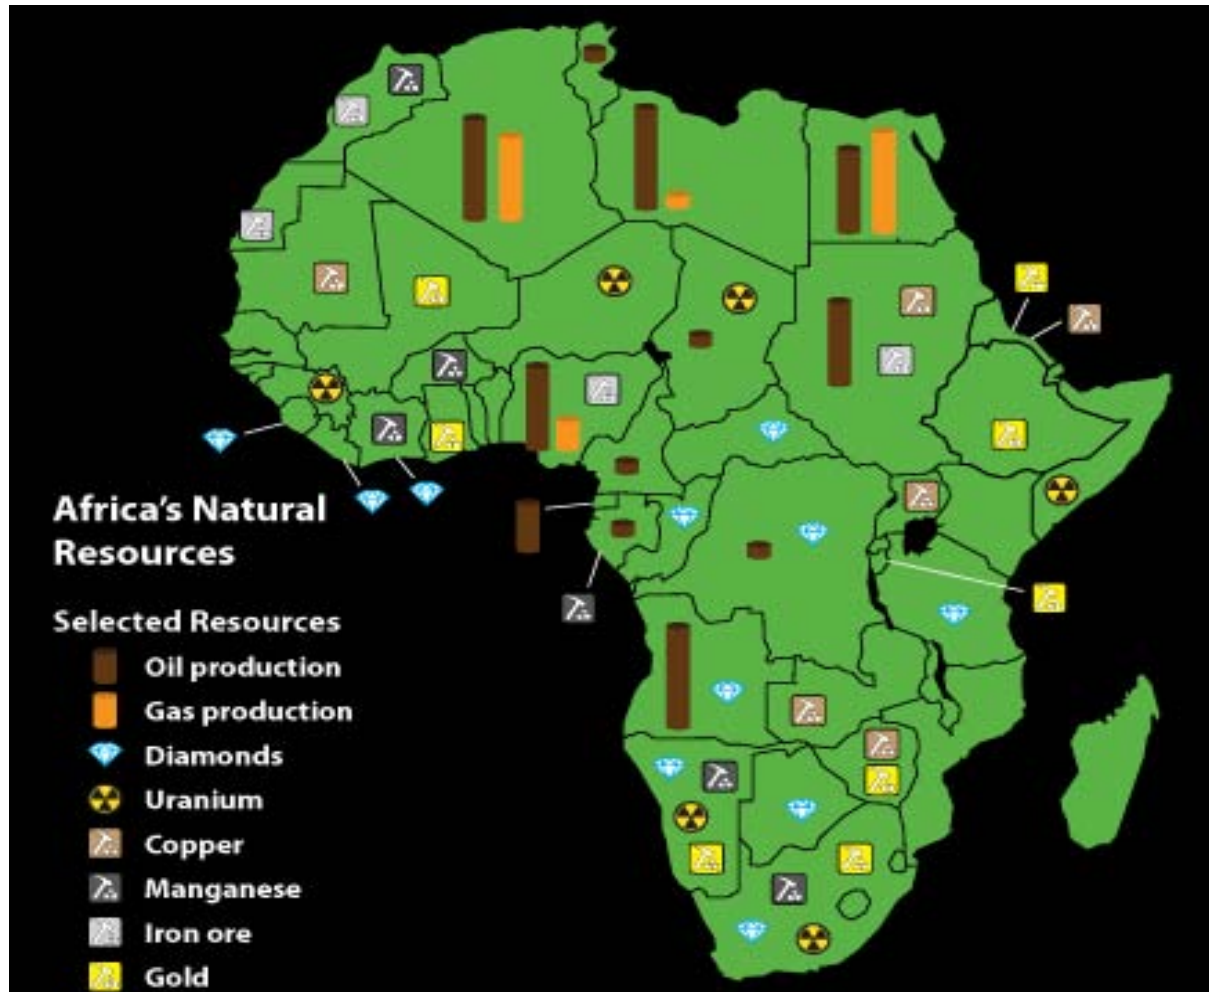 Africa's Natural
Resources
Selected Resources
Oil production
Gas production
Diamonds
Uranium
Copper
Manganese
Iron ore
Gold